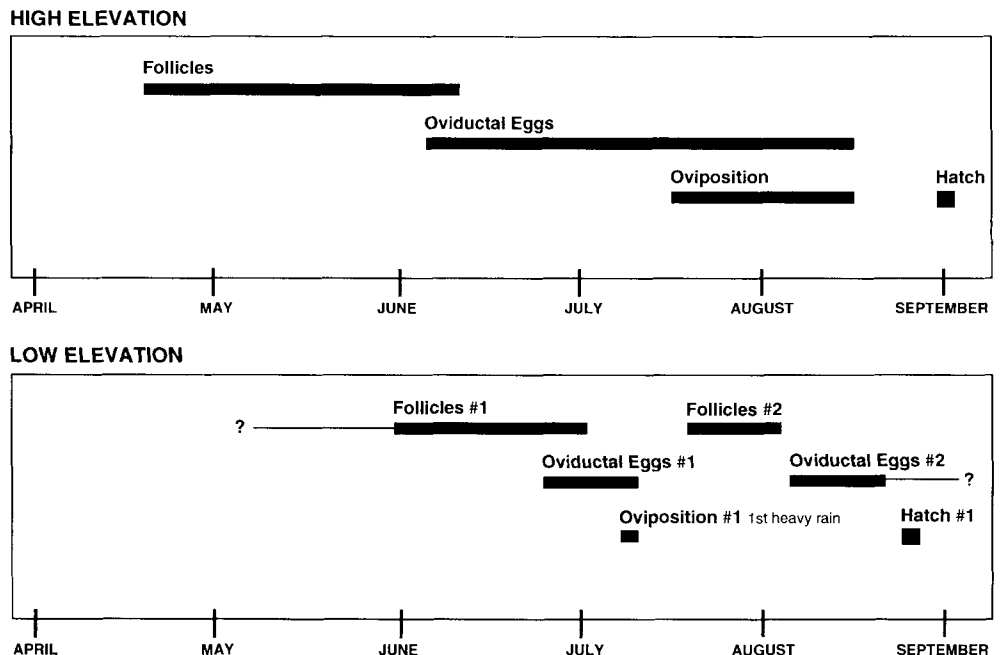 HIGH ELEVATION
Follicles
Oviductal Eggs
Oviposition
Hatch
APRIL MAY JUNE JULY AUGUST SEPTEMBER
LOW ELEVATION
Follicles #1
Follicles #2
?
Oviductal Eggs #1
Oviductal Eggs #2
?
Oviposition #1 1st heavy rain
Hatch #1
APRIL MAY JUNE JULY AUGUST SEPTEMBER